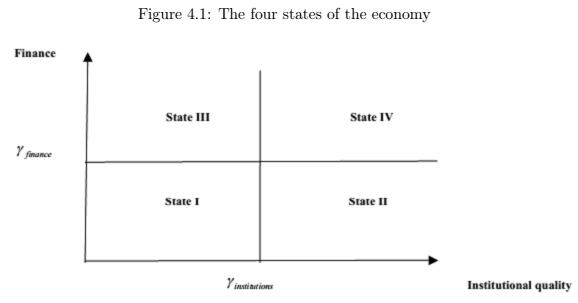 Figure 4.1: The four states of the economy
Finance
State III
State IV
γ finance
State I
State II
γ institutions
Institutional quality